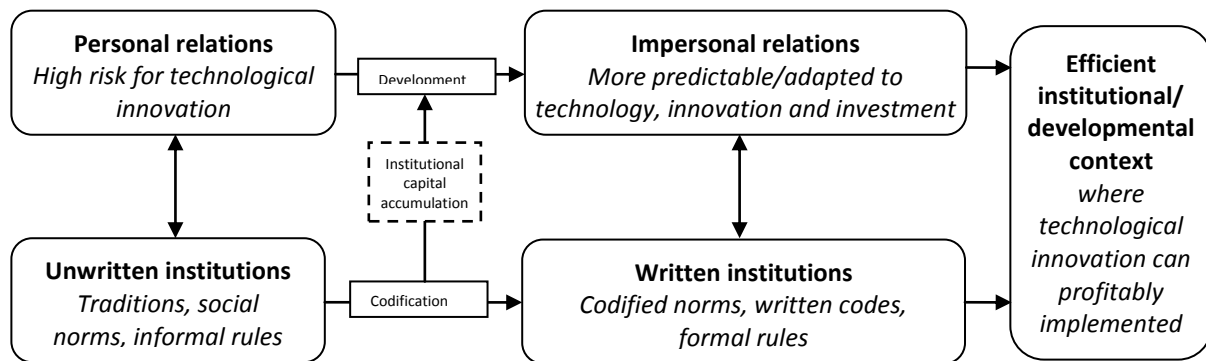 Personal relations
High risk for technological
innovation
Development
Impersonal relations
More predictable/adapted to
technology, innovation and investment
Efficient
institutional/
developmental
context
where
technological
innovation can
profitably
implemented
Institutional
capital
accumulation
Unwritten institutions
Traditions, social
norms, informal rules
Codification
Written institutions
Codified norms, written codes,
formal rules